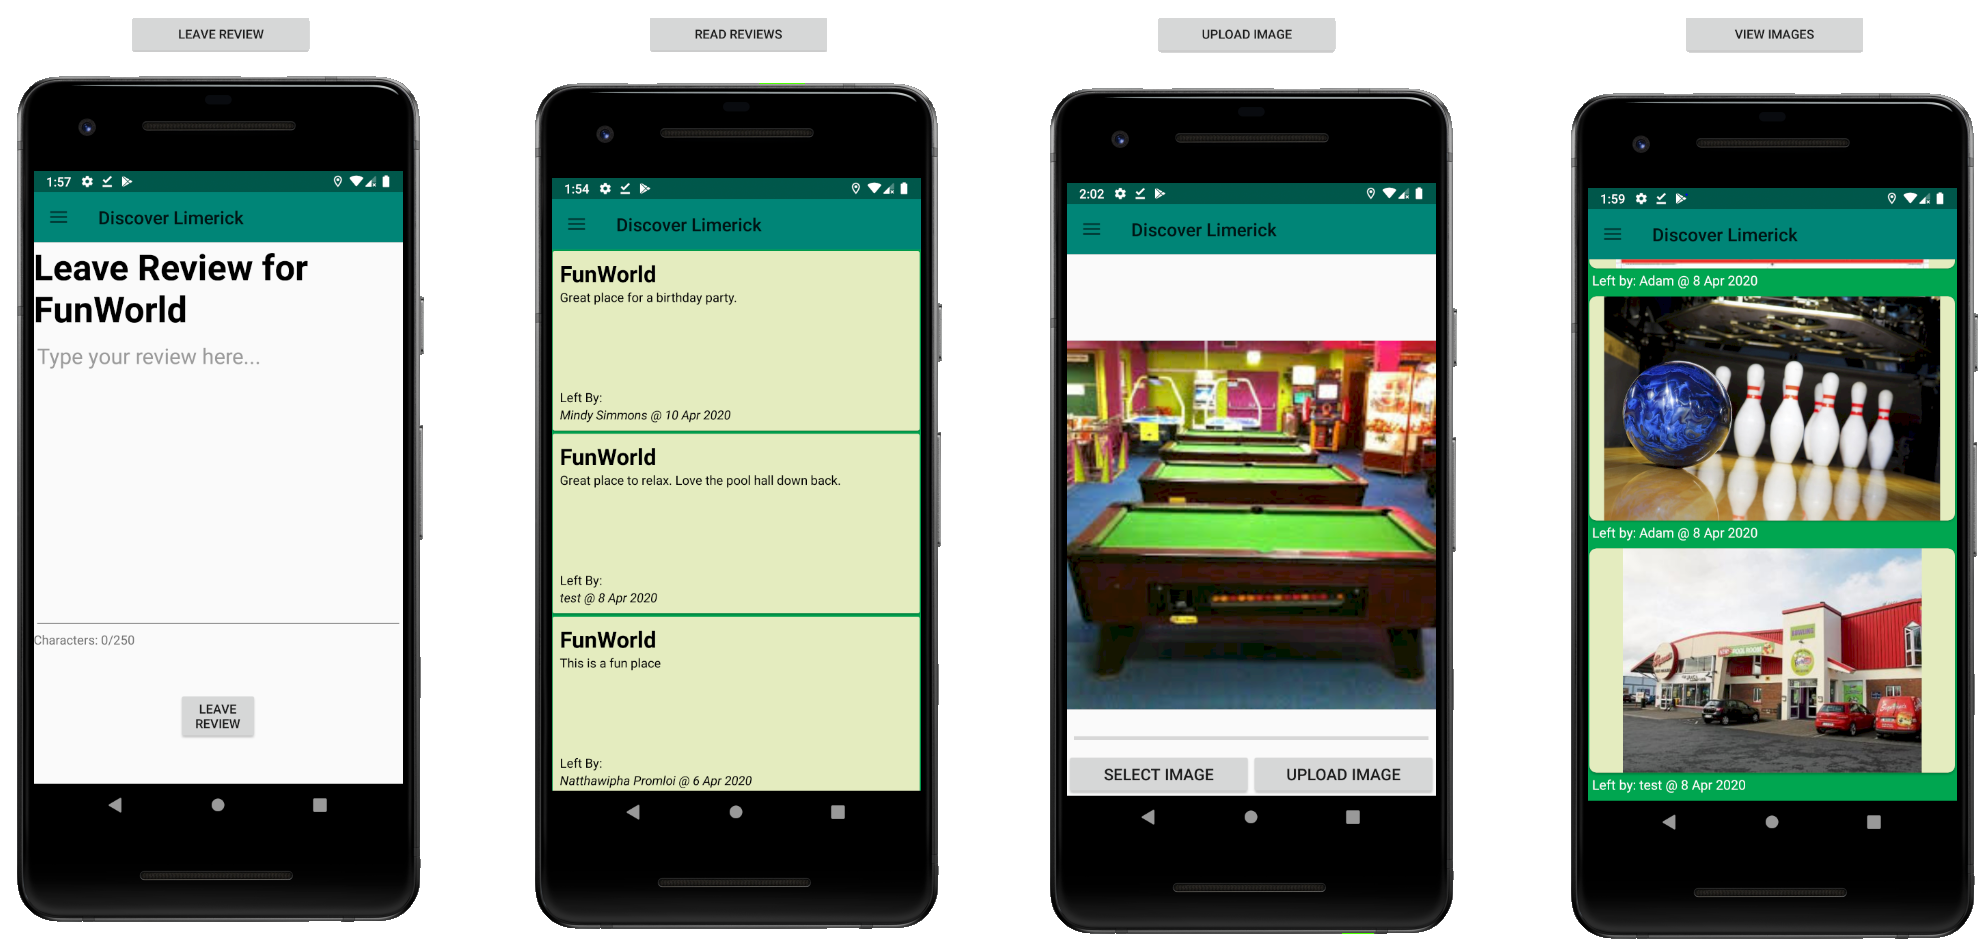 LEAVE REVIEW
READ REVIEWS
UPLOAD IMAGE
VIEW IMAGES
1:57
Discover Limerick
Leave Review for
FunWorld
Type your review here...
Characters: 0/250
LEAVE
REVIEW
1:54
Discover Limerick
FunWorld
Great place for a birthday party.
Left By:
Mindy Simmons @ 10 Apr 2020
FunWorld
Great place to relax. Love the pool hall down back.
Left By:
test @ 8 Apr 2020
FunWorld
This is a fun place
Left By:
Natthawipha Promloi @ 6 Apr 2020
2:02
Discover Limerick
SELECT IMAGE
UPLOAD IMAGE
1:59
Discover Limerick
Left by: Adam @ 8 Apr 2020
Left by: Adam @ 8 Apr 2020
Left by: test @ 8 Apr 2020